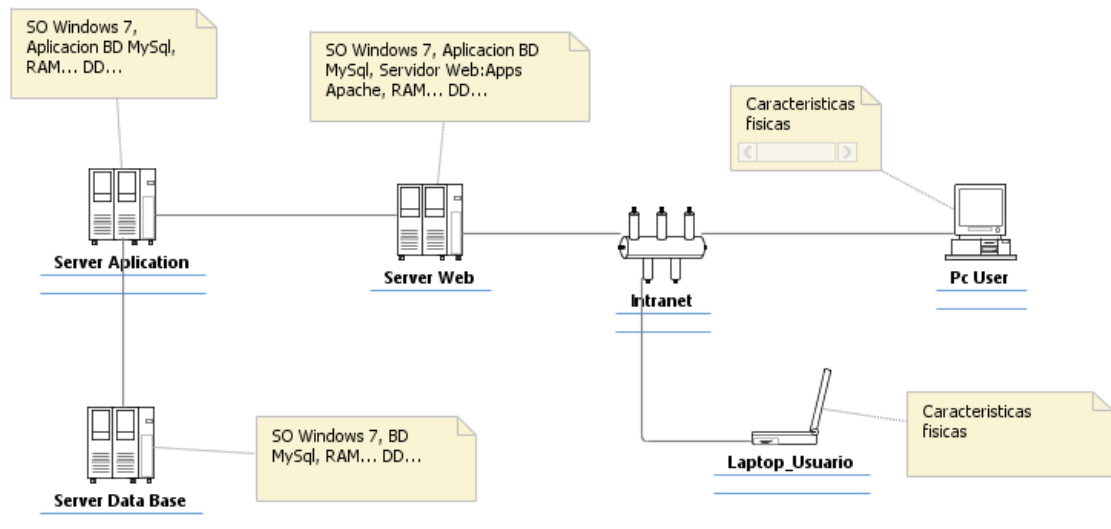 SO Windows 7,
Aplicacion BD MySql,
RAM... DD...
SO Windows 7, Aplicacion BD
MySql, Servidor Web:Apps
Apache, RAM... DD...
Caracteristicas
fisicas
Server Aplication
Server Web
Intranet
Pc User
SO Windows 7, BD
MySql, RAM... DD...
Caracteristicas
fisicas
Laptop_Usuario
Server Data Base